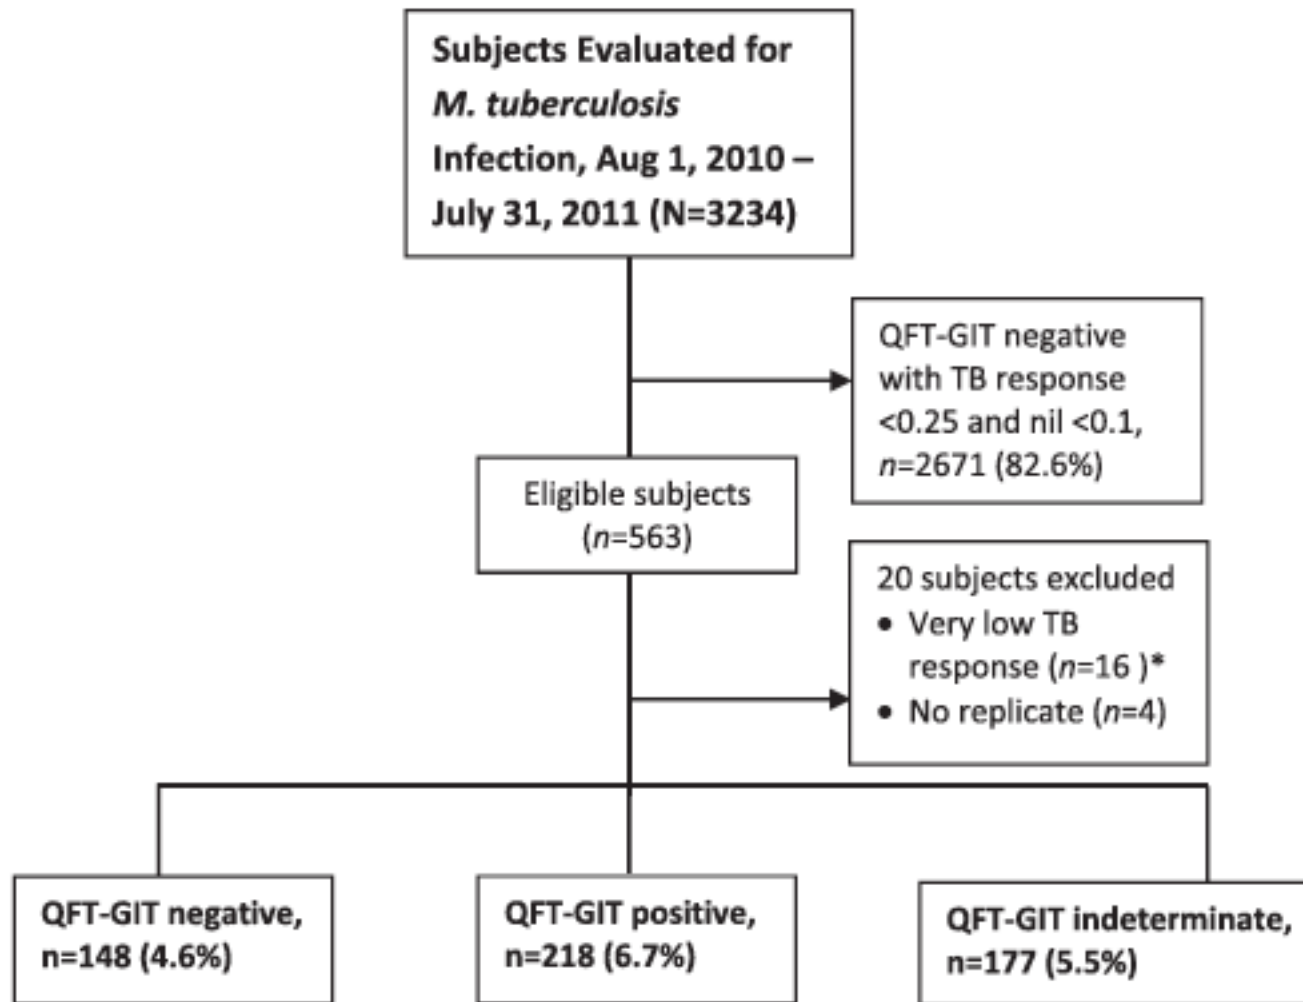 Subjects Evaluated for
M. tuberculosis
Infection, Aug 1, 2010 –
July 31, 2011 (N=3234)
QFT-GIT negative
with TB response
<0.25 and nil <0.1,
n=2671 (82.6%)
Eligible subjects
(n=563)
20 subjects excluded
• Very low TB
response (n=16 )*
• No replicate (n=4)
QFT-GIT negative,
n=148 (4.6%)
QFT-GIT positive,
n=218 (6.7%)
QFT-GIT indeterminate,
n=177 (5.5%)